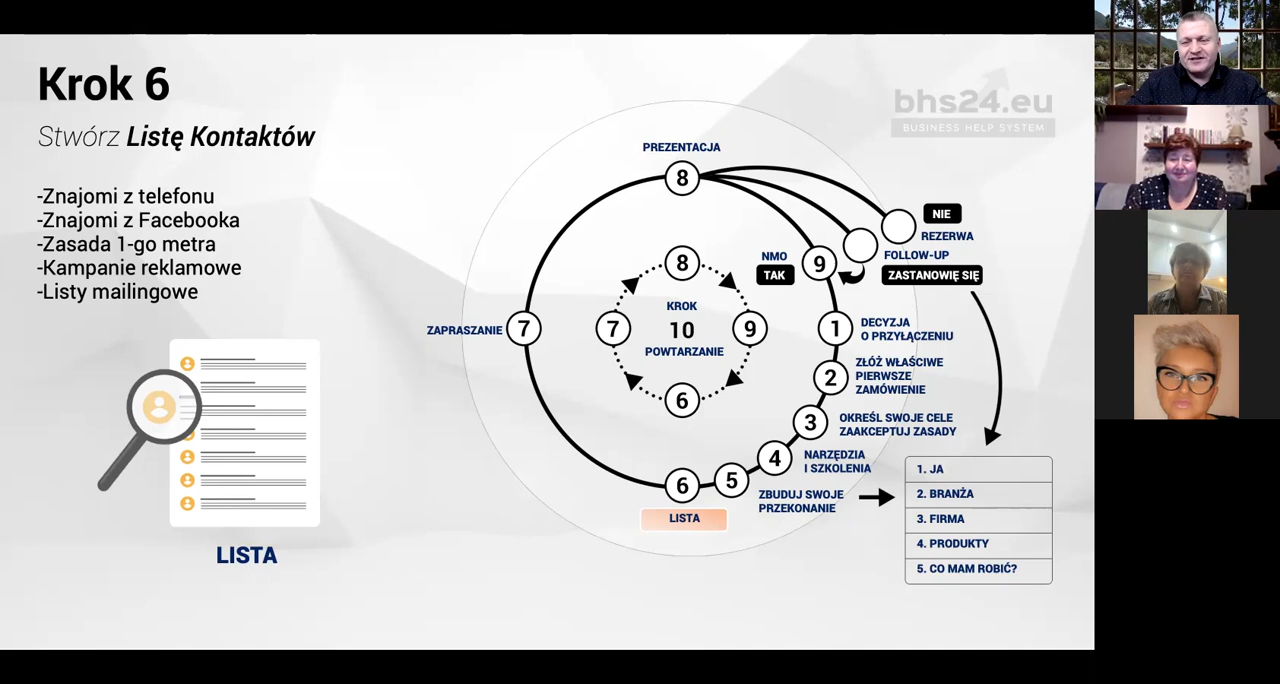 Krok 6
Stwórz Listę Kontaktów
-Znajomi z telefonu
-Znajomi z Facebooka
-Zasada 1-go metra
-Kampanie reklamowe
-Listy mailingowe
LISTA
bhs24.eu
BUSINESS HELP SYSTEM
PREZENTACJA
8
NIE
REZERWA
FOLLOW-UP
ZASTANOWIĘ SIĘ
NMO
TAK
9
8
KROK
10
POWTARZANIE
7
9
6
ZAPRASZANIE
7
1
DECYZJA
O PRZYŁĄCZENIU
2
ZŁÓŻ WŁAŚCIWE
PIERWSZE
ZAMÓWIENIE
3
OKREŚL SWOJE CELE
ZAAKCEPTUJ ZASADY
4
NARZĘDZIA
I SZKOLENIA
5
ZBUDUJ SWOJE
PRZEKONANIE
6
LISTA
1. JA
2. BRANŻA
3. FIRMA
4. PRODUKTY
5. CO MAM ROBIĆ?